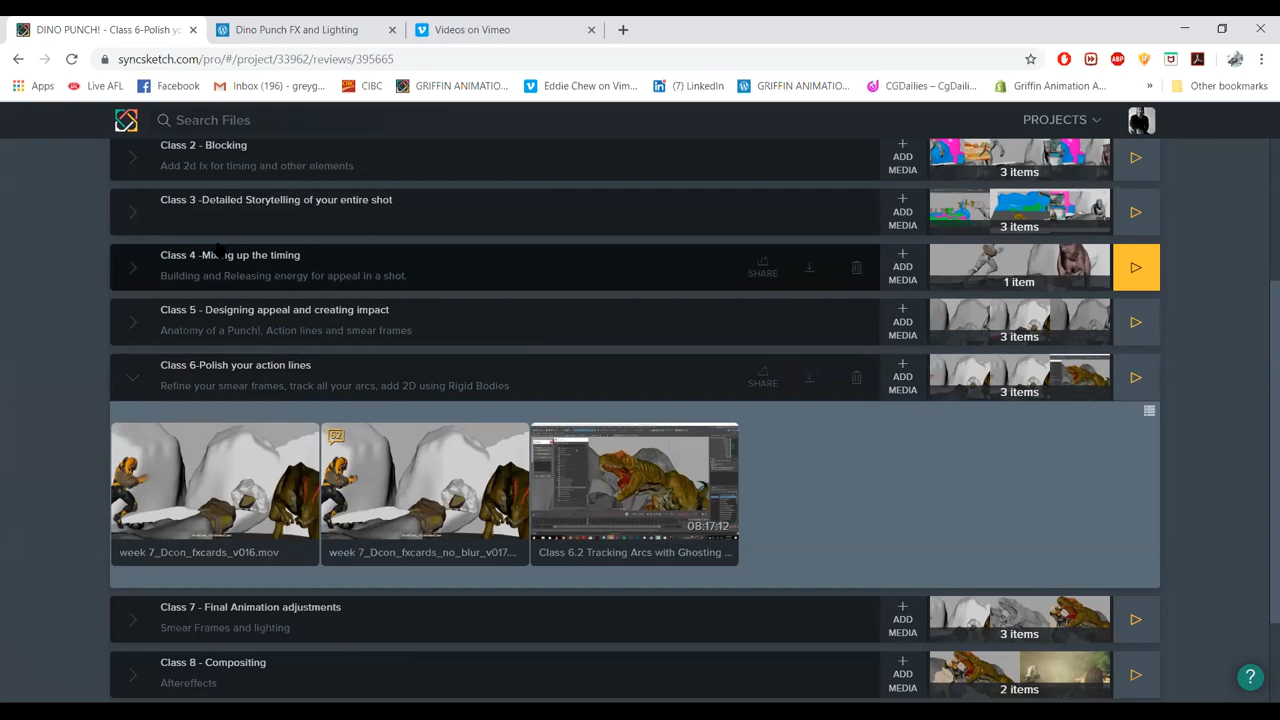 DINO PUNCH! - Class 6-Polish yo × Dino Punch FX and Lighting × Videos on Vimeo × +
syncsketch.com/pro/#/project/33962/reviews/395665
Apps Live AFL Facebook Inbox (196) - greyg... CIBC GRIFFIN ANIMATIO... Eddie Chew on Vim... (7) LinkedIn GRIFFIN ANIMATIO... CGDailies – CgDaili... Griffin Animation A... » Other bookmarks
Search Files PROJECTS
Class 2 - Blocking
Add 2d fx for timing and other elements
+ ADD MEDIA
3 items
Class 3 -Detailed Storytelling of your entire shot
+ ADD MEDIA
3 items
Class 4 -Mixing up the timing
Building and Releasing energy for appeal in a shot.
SHARE
+ ADD MEDIA
1 item
Class 5 - Designing appeal and creating impact
Anatomy of a Punch!, Action lines and smear frames
+ ADD MEDIA
3 items
Class 6-Polish your action lines
Refine your smear frames, track all your arcs, add 2D using Rigid Bodies
SHARE
+ ADD MEDIA
3 items
52
08:17:12
week 7_Dcon_fxcards_v016.mov week 7_Dcon_fxcards_no_blur_v017.... Class 6.2 Tracking Arcs with Ghosting ...
Class 7 - Final Animation adjustments
Smear Frames and lighting
+ ADD MEDIA
3 items
Class 8 - Compositing
Aftereffects
+ ADD MEDIA
2 items
?